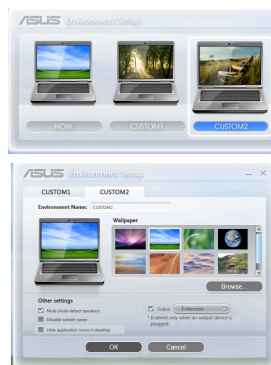 ASUS Environment Setup
NOW
CUSTOM1
CUSTOM2
ASUS Environment Setup
CUSTOM1
CUSTOM2
Environment Name:
CUSTOM2
Wallpaper
Browse...
Other settings
Mute (Auto-detect speaker)
Disable screen saver
Hide application icons in desktop
Output
Extension
* Enabled only when an output device is
plugged.
OK
Cancel